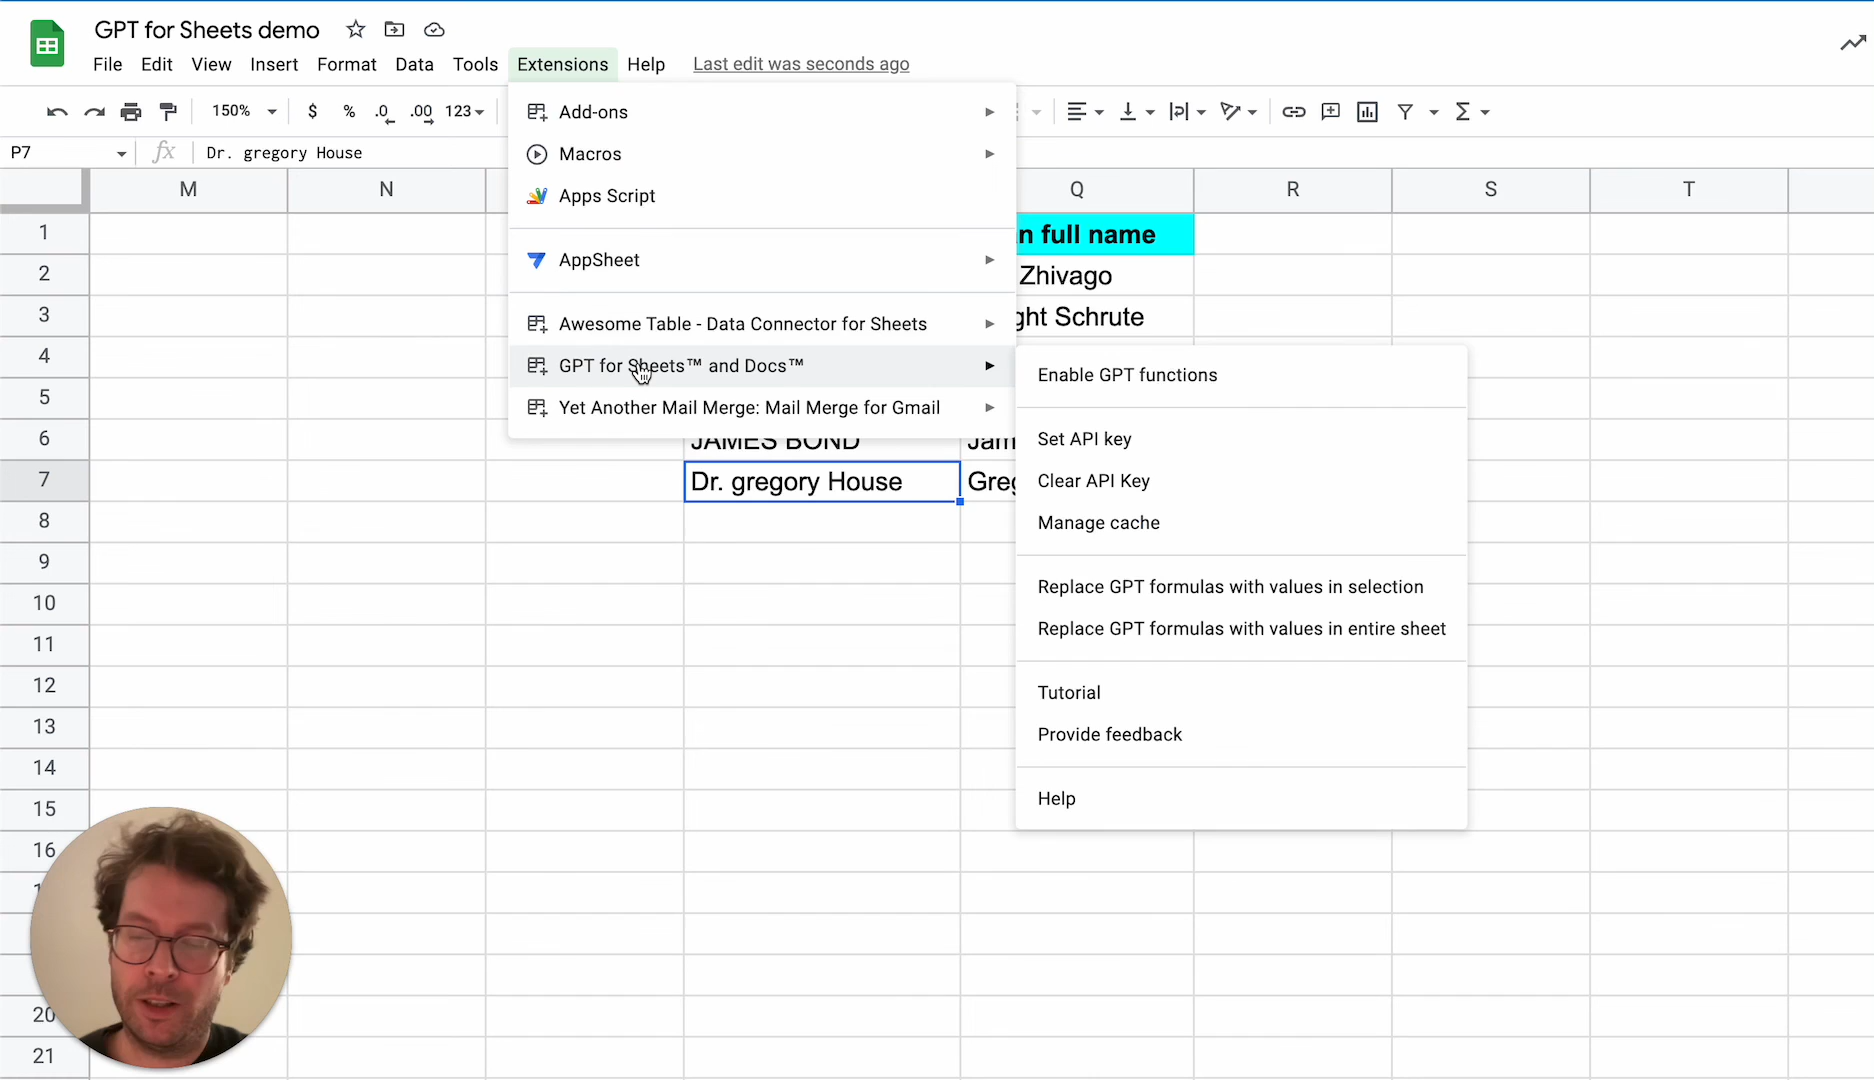 GPT for Sheets demo
File Edit View Insert Format Data Tools Extensions Help Last edit was seconds ago
150% $ % .0 .00 123
P7 fx Dr. gregory House
M N Q R S T
Add-ons
Macros
Apps Script
AppSheet
Awesome Table - Data Connector for Sheets
GPT for Sheets™ and Docs™
Yet Another Mail Merge: Mail Merge for Gmail
Enable GPT functions
Set API key
Clear API Key
Manage cache
Replace GPT formulas with values in selection
Replace GPT formulas with values in entire sheet
Tutorial
Provide feedback
Help
1 n full name
2 Zhivago
3 ght Schrute
4
5
6 JAMES BOND Jam
7 Dr. gregory House Greg
8
9
10
11
12
13
14
15
16
20
21